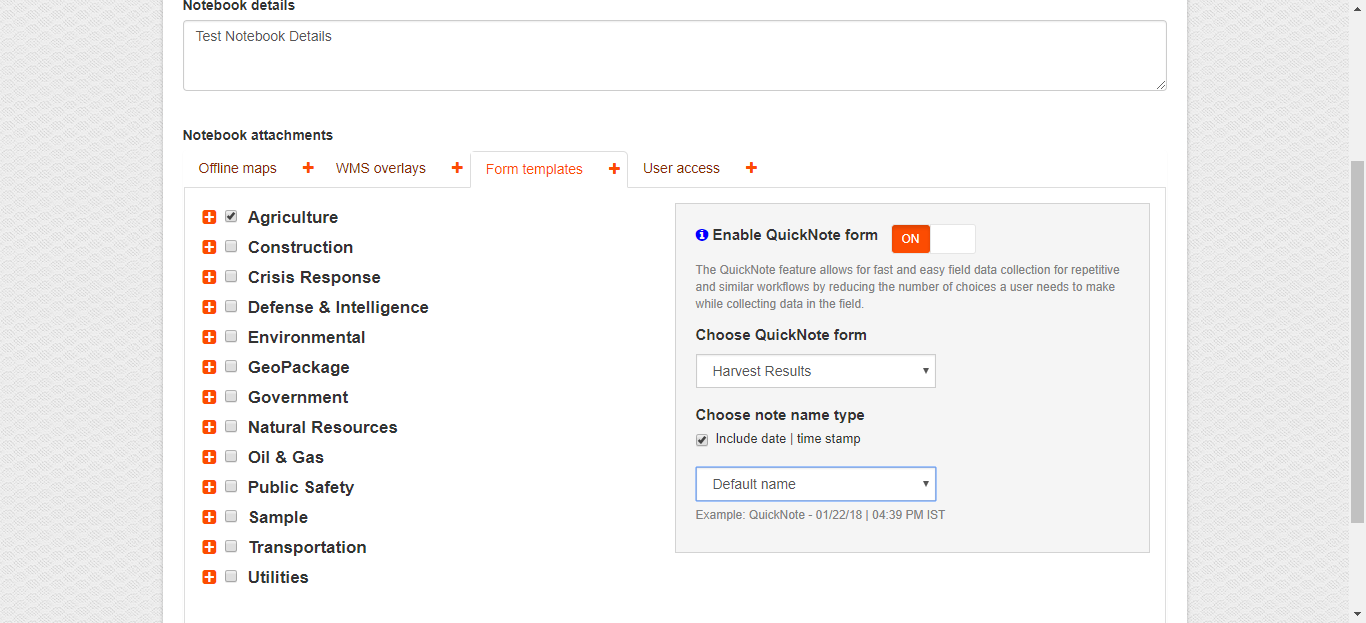 Notebook details
Test Notebook Details
Notebook attachments
Offline maps
WMS overlays
Form templates
User access
Agriculture
Construction
Crisis Response
Defense & Intelligence
Environmental
GeoPackage
Government
Natural Resources
Oil & Gas
Public Safety
Sample
Transportation
Utilities
Enable QuickNote form
ON
The QuickNote feature allows for fast and easy field data collection for repetitive
and similar workflows by reducing the number of choices a user needs to make
while collecting data in the field.
Choose QuickNote form
Harvest Results
Choose note name type
Include date | time stamp
Default name
Example: QuickNote - 01/22/18 | 04:39 PM IST